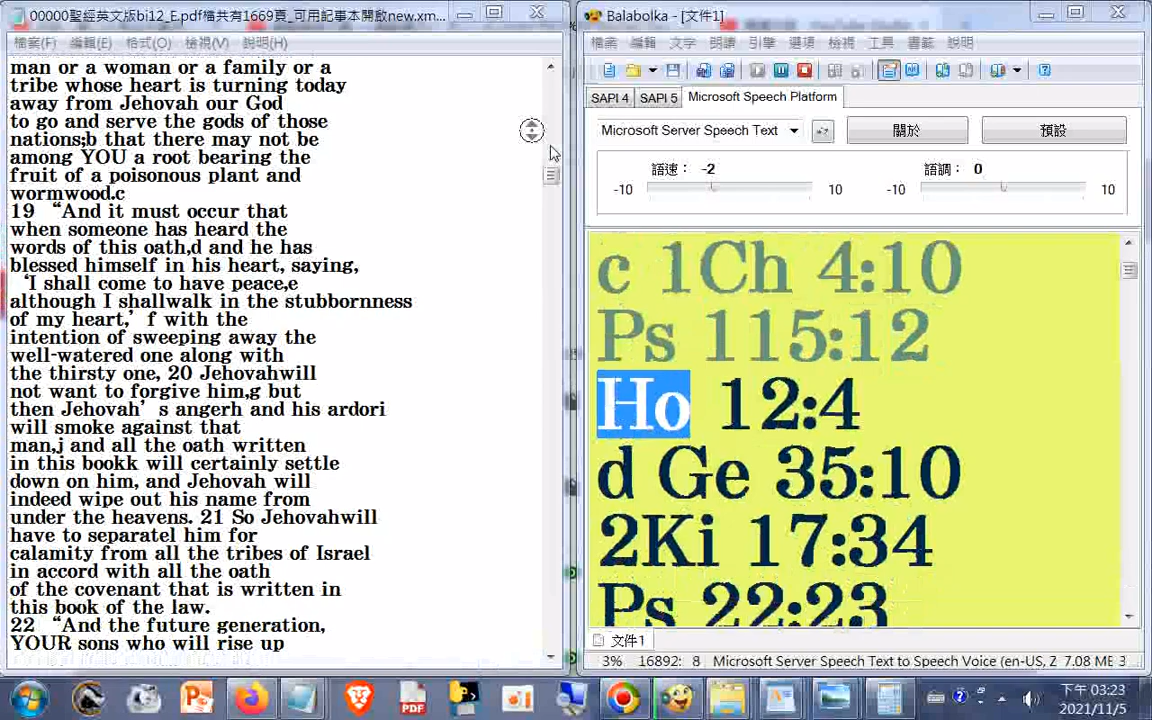 00000聖經英文版bi12_E.pdf檔共有1669頁_可用記事本開啟new.xm...
檔案(F) 編輯(E) 格式(O) 檢視(V) 說明(H)
man or a woman or a family or a
tribe whose heart is turning today
away from Jehovah our God
to go and serve the gods of those
nations;b that there may not be
among YOU a root bearing the
fruit of a poisonous plant and
wormwood.c
19 “And it must occur that
when someone has heard the
words of this oath,d and he has
blessed himself in his heart, saying,
‘I shall come to have peace,e
although I shallwalk in the stubbornness
of my heart,’ f with the
intention of sweeping away the
well-watered one along with
the thirsty one, 20 Jehovahwill
not want to forgive him,g but
then Jehovah’s angerh and his ardori
will smoke against that
man,j and all the oath written
in this bookk will certainly settle
down on him, and Jehovah will
indeed wipe out his name from
under the heavens. 21 So Jehovahwill
have to separatel him for
calamity from all the tribes of Israel
in accord with all the oath
of the covenant that is written in
this book of the law.
22 “And the future generation,
YOUR sons who will rise up
Balabolka - [文件1]
檔案 編輯 文字 朗讀 引擎 選項 檢視 工具 書籤 說明
SAPI 4 SAPI 5 Microsoft Speech Platform
Microsoft Server Speech Text 關於 預設
語速： -2 語調： 0
-10 10 -10 10
c 1Ch 4:10
Ps 115:12
Ho 12:4
d Ge 35:10
2Ki 17:34
Ps 22:23
文件1
3% 16892: 8 Microsoft Server Speech Text to Speech Voice (en-US, Z 7.08 MB 3
PDF
下午 03:23
2021/11/5